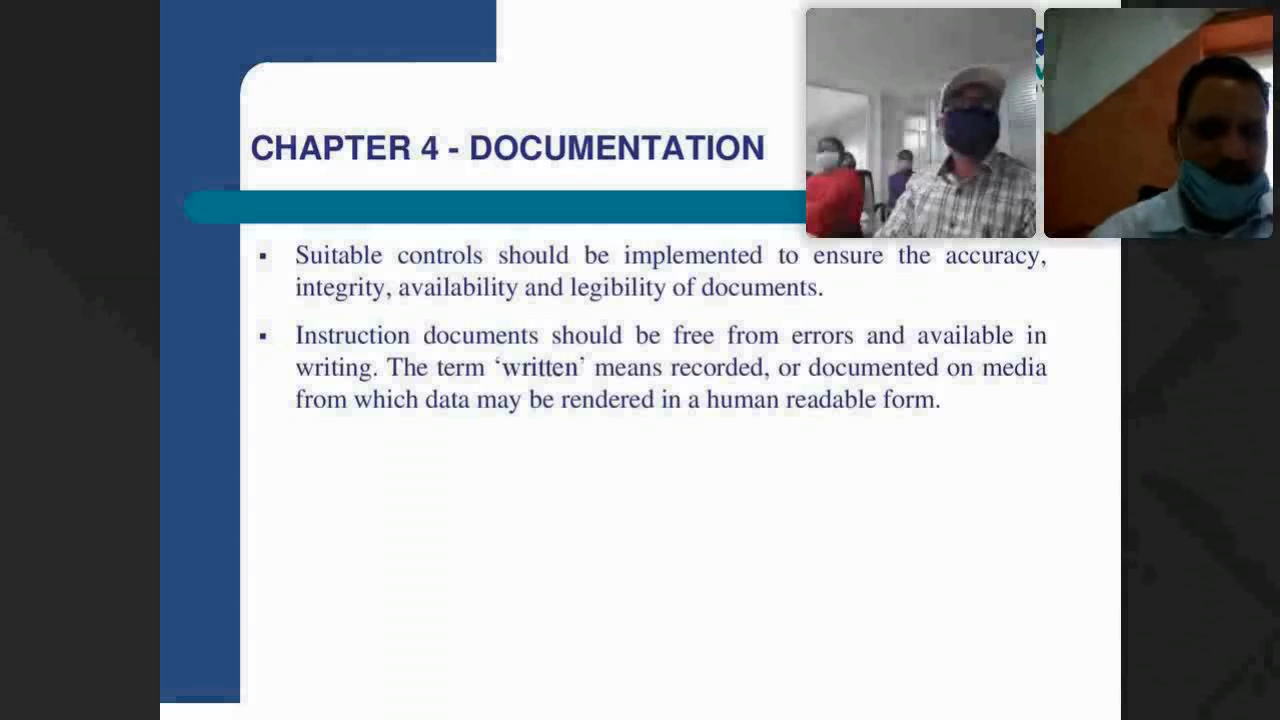 CHAPTER 4 - DOCUMENTATION
▪ Suitable controls should be implemented to ensure the accuracy,
integrity, availability and legibility of documents.
▪ Instruction documents should be free from errors and available in
writing. The term ‘written’ means recorded, or documented on media
from which data may be rendered in a human readable form.